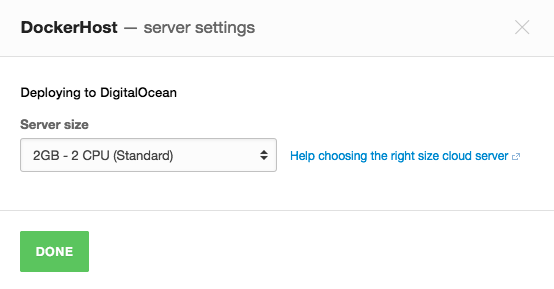 DockerHost — server settings
Deploying to DigitalOcean
Server size
2GB - 2 CPU (Standard)
Help choosing the right size cloud server
DONE